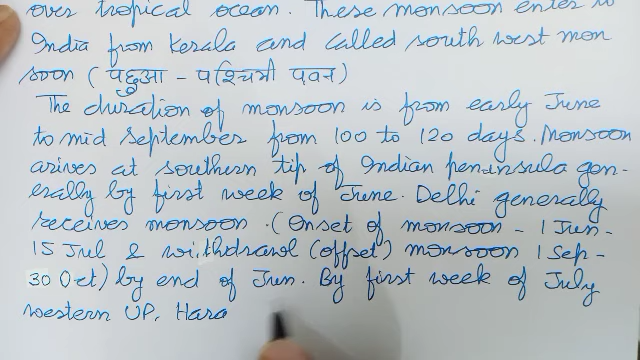 over tropical ocean. These monsoon enter in
India from Kerala and called south west mon
soon (पछुआ - पश्चिमी पवन)
The duration of monsoon is from early June
to mid September from 100 to 120 days. Monsoon
arives at southern tip of Indian peninsula gen-
erally by first week of June. Delhi generally
receives monsoon. (Onset of monsoon - 1 Jun-
15 Jul & withdrawl (offset) monsoon 1 Sep-
30 Oct) by end of Jun. By first week of July
western UP, Hara